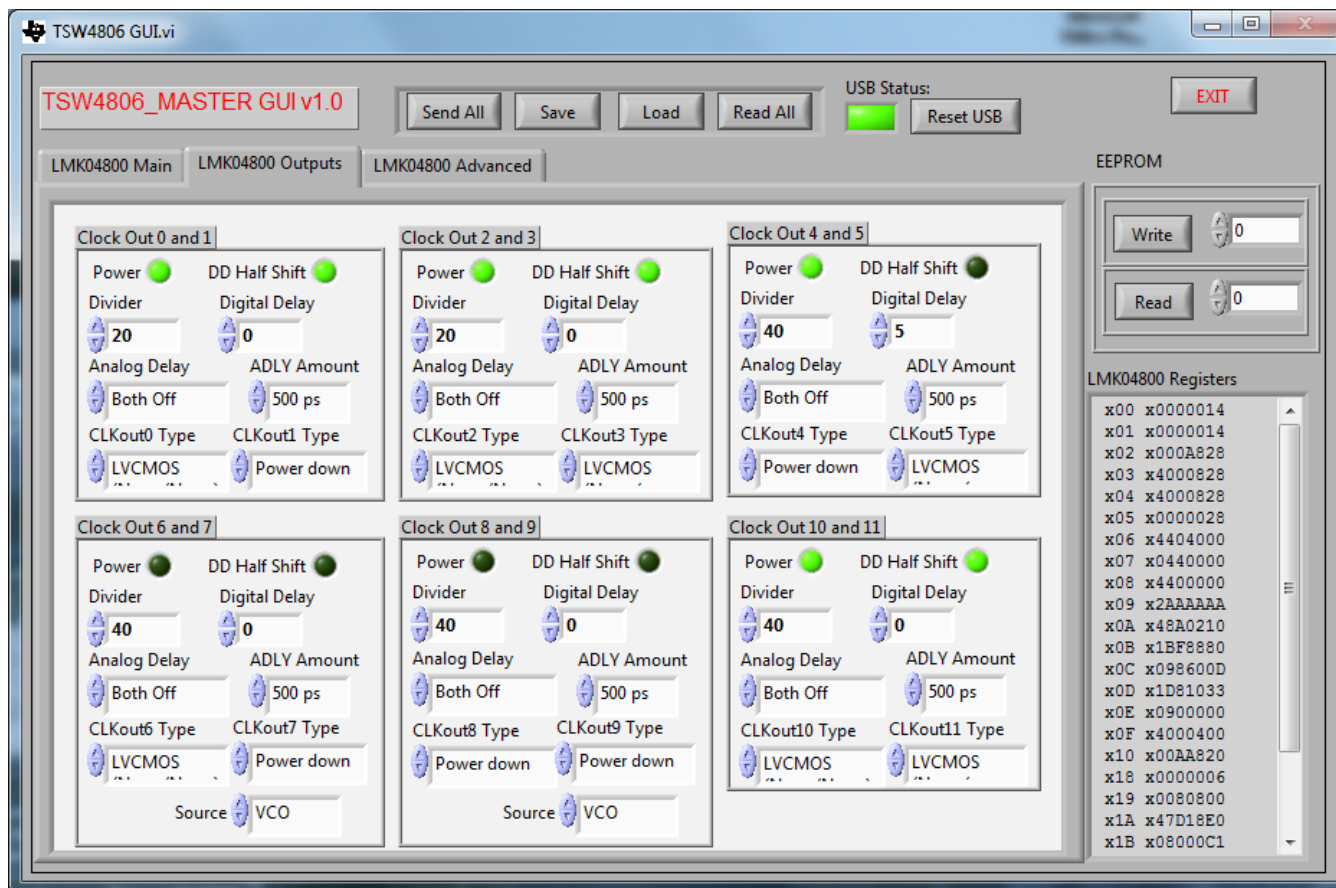 TSW4806 GUI.vi
TSW4806_MASTER GUI v1.0
Send All Save Load Read All
USB Status:
Reset USB
EXIT
LMK04800 Main LMK04800 Outputs LMK04800 Advanced
Clock Out 0 and 1
Power DD Half Shift
Divider Digital Delay
20 0
Analog Delay ADLY Amount
Both Off 500 ps
CLKout0 Type CLKout1 Type
LVCMOS Power down
Clock Out 2 and 3
Power DD Half Shift
Divider Digital Delay
20 0
Analog Delay ADLY Amount
Both Off 500 ps
CLKout2 Type CLKout3 Type
LVCMOS LVCMOS
Clock Out 4 and 5
Power DD Half Shift
Divider Digital Delay
40 5
Analog Delay ADLY Amount
Both Off 500 ps
CLKout4 Type CLKout5 Type
Power down LVCMOS
Clock Out 6 and 7
Power DD Half Shift
Divider Digital Delay
40 0
Analog Delay ADLY Amount
Both Off 500 ps
CLKout6 Type CLKout7 Type
LVCMOS Power down
Source VCO
Clock Out 8 and 9
Power DD Half Shift
Divider Digital Delay
40 0
Analog Delay ADLY Amount
Both Off 500 ps
CLKout8 Type CLKout9 Type
Power down Power down
Source VCO
Clock Out 10 and 11
Power DD Half Shift
Divider Digital Delay
40 0
Analog Delay ADLY Amount
Both Off 500 ps
CLKout10 Type CLKout11 Type
LVCMOS LVCMOS
EEPROM
Write 0
Read 0
LMK04800 Registers
x00 x0000014
x01 x0000014
x02 x000A828
x03 x4000828
x04 x4000828
x05 x0000028
x06 x4404000
x07 x0440000
x08 x4400000
x09 x2AAAAAA
x0A x48A0210
x0B x1BF8880
x0C x098600D
x0D x1D81033
x0E x0900000
x0F x4000400
x10 x00AA820
x18 x0000006
x19 x0080800
x1A x47D18E0
x1B x08000C1